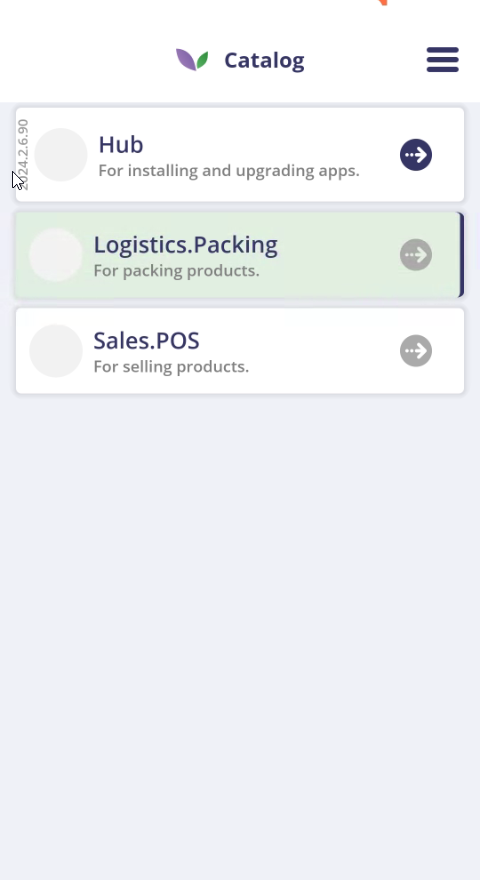 Catalog
2024.2.6.90
Hub
For installing and upgrading apps.
Logistics.Packing
For packing products.
Sales.POS
For selling products.